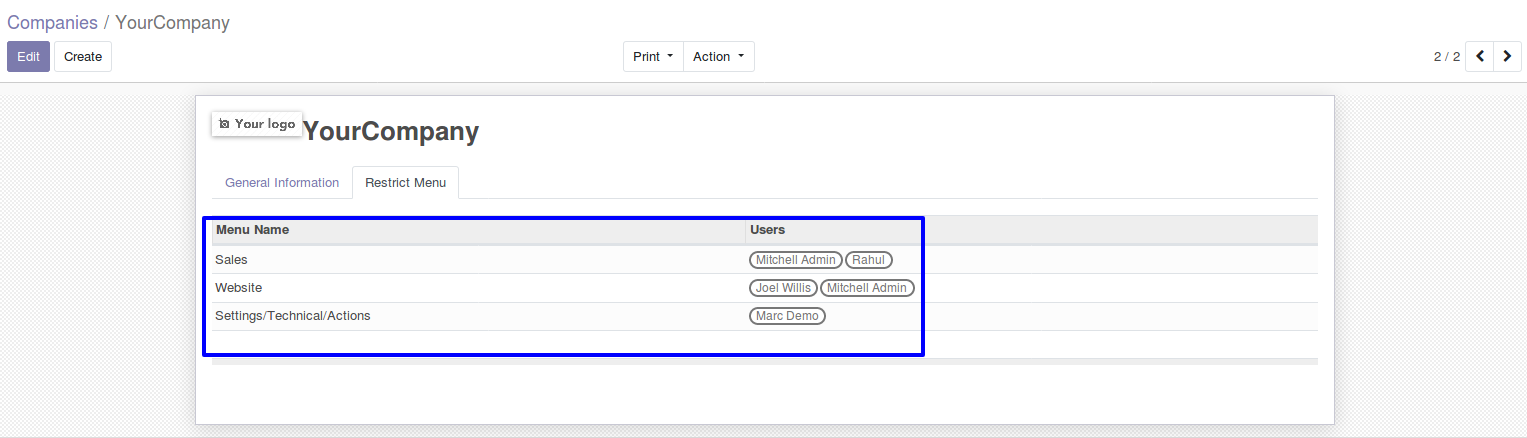 Companies / YourCompany
Edit Create Print Action 2 / 2
Your logo YourCompany
General Information Restrict Menu
Menu Name Users
Sales Mitchell Admin Rahul
Website Joel Willis Mitchell Admin
Settings/Technical/Actions Marc Demo